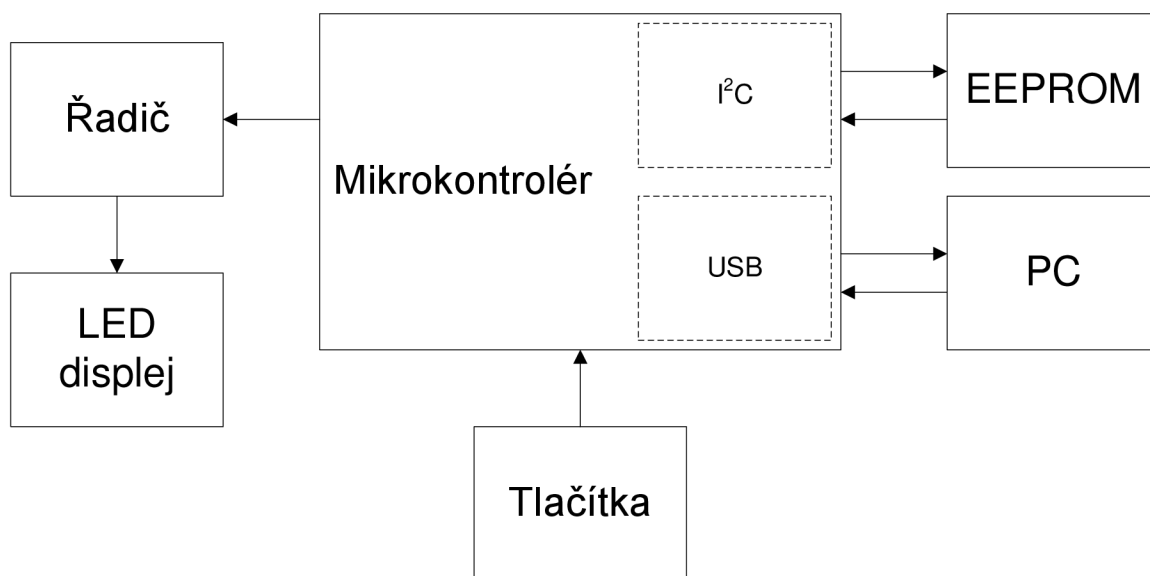 Řadič
LED
displej
Mikrokontrolér
I²C
USB
EEPROM
PC
Tlačítka